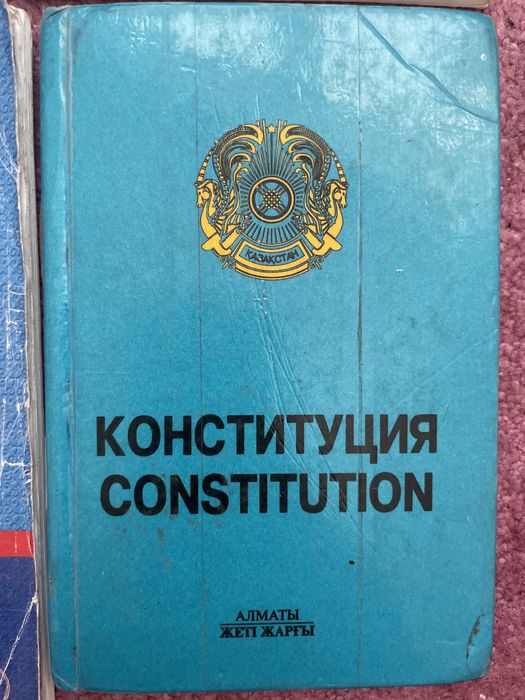 ҚАЗАҚСТАН
КОНСТИТУЦИЯ
CONSTITUTION
АЛМАТЫ
ЖЕТІ ЖАРҒЫ